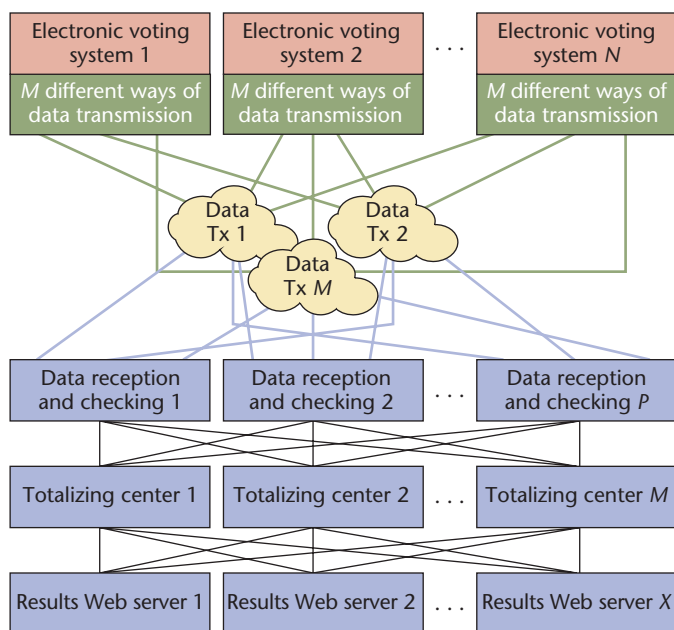 Electronic voting
system 1
Electronic voting
system 2
. . .
Electronic voting
system N
M different ways of
data transmission
M different ways of
data transmission
M different ways of
data transmission
Data
Tx 1
Data
Tx 2
Data
Tx M
Data reception
and checking 1
Data reception
and checking 2
. . .
Data reception
and checking P
Totalizing center 1
Totalizing center 2
. . .
Totalizing center M
Results Web server 1
Results Web server 2
. . .
Results Web server X